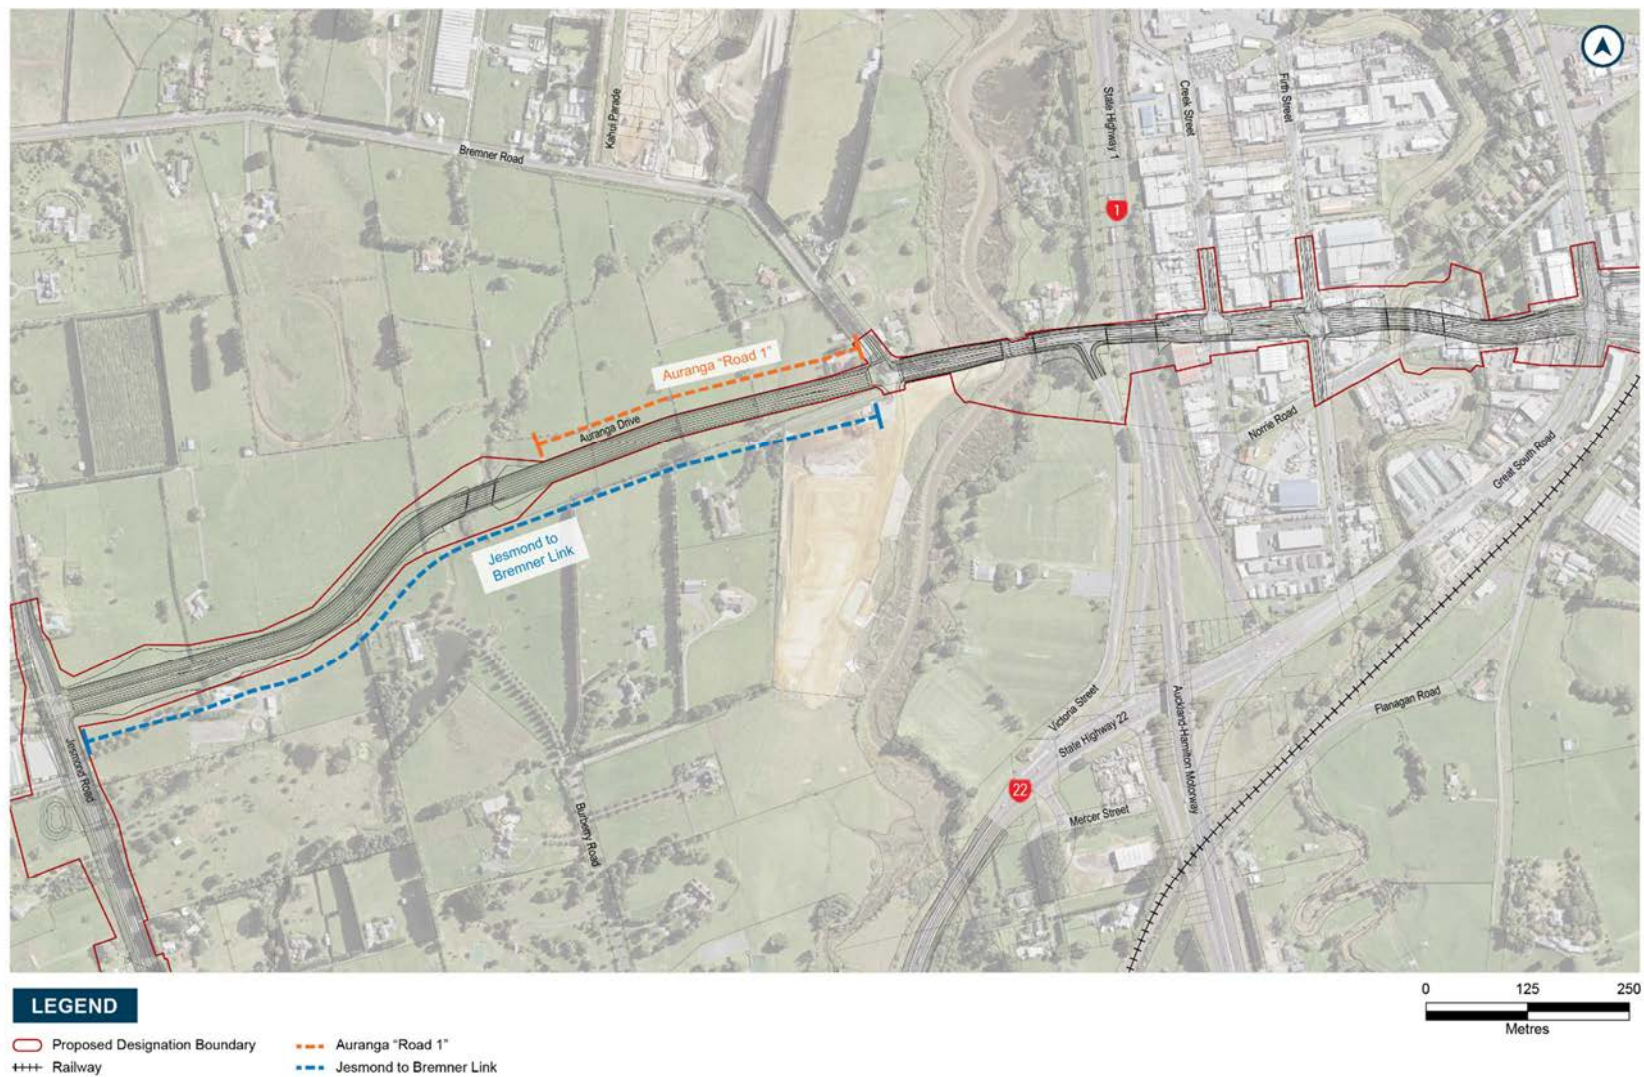 Kahui Parade
State Highway 1
Creek Street
Firth Street
Bremner Road
1
Auranga “Road 1”
Auranga Drive
Norrie Road
Great South Road
Jesmond to
Bremner Link
Victoria Street
State Highway 22
Auckland-Hamilton Motorway
Flanagan Road
Jesmond Road
22
Mercer Street
Burberry Road
LEGEND
Proposed Designation Boundary
Railway
Auranga “Road 1”
Jesmond to Bremner Link
0 125 250
Metres